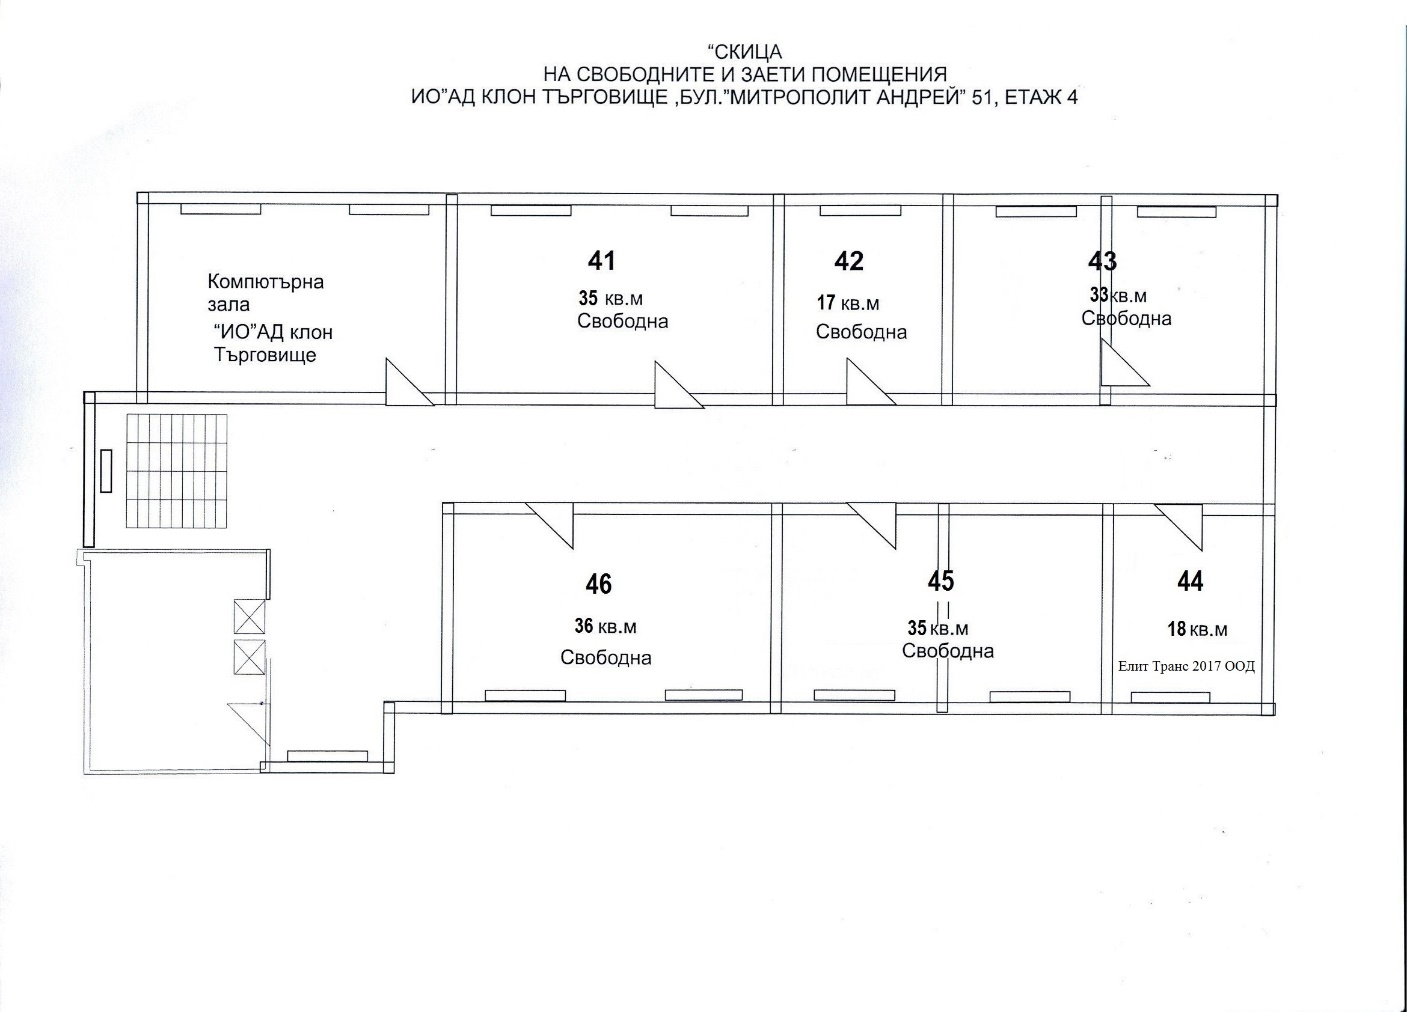 “СКИЦА
НА СВОБОДНИТЕ И ЗАЕТИ ПОМЕЩЕНИЯ
ИО”АД КЛОН ТЪРГОВИЩЕ ,БУЛ.”МИТРОПОЛИТ АНДРЕЙ” 51, ЕТАЖ 4
Компютърна
зала
“ИО”АД клон
Търговище
41
35 кв.м
Свободна
42
17 кв.м
Свободна
43
33кв.м
Свободна
46
36 кв.м
Свободна
45
35кв.м
Свободна
44
18 кв.м
Елит Транс 2017 ООД